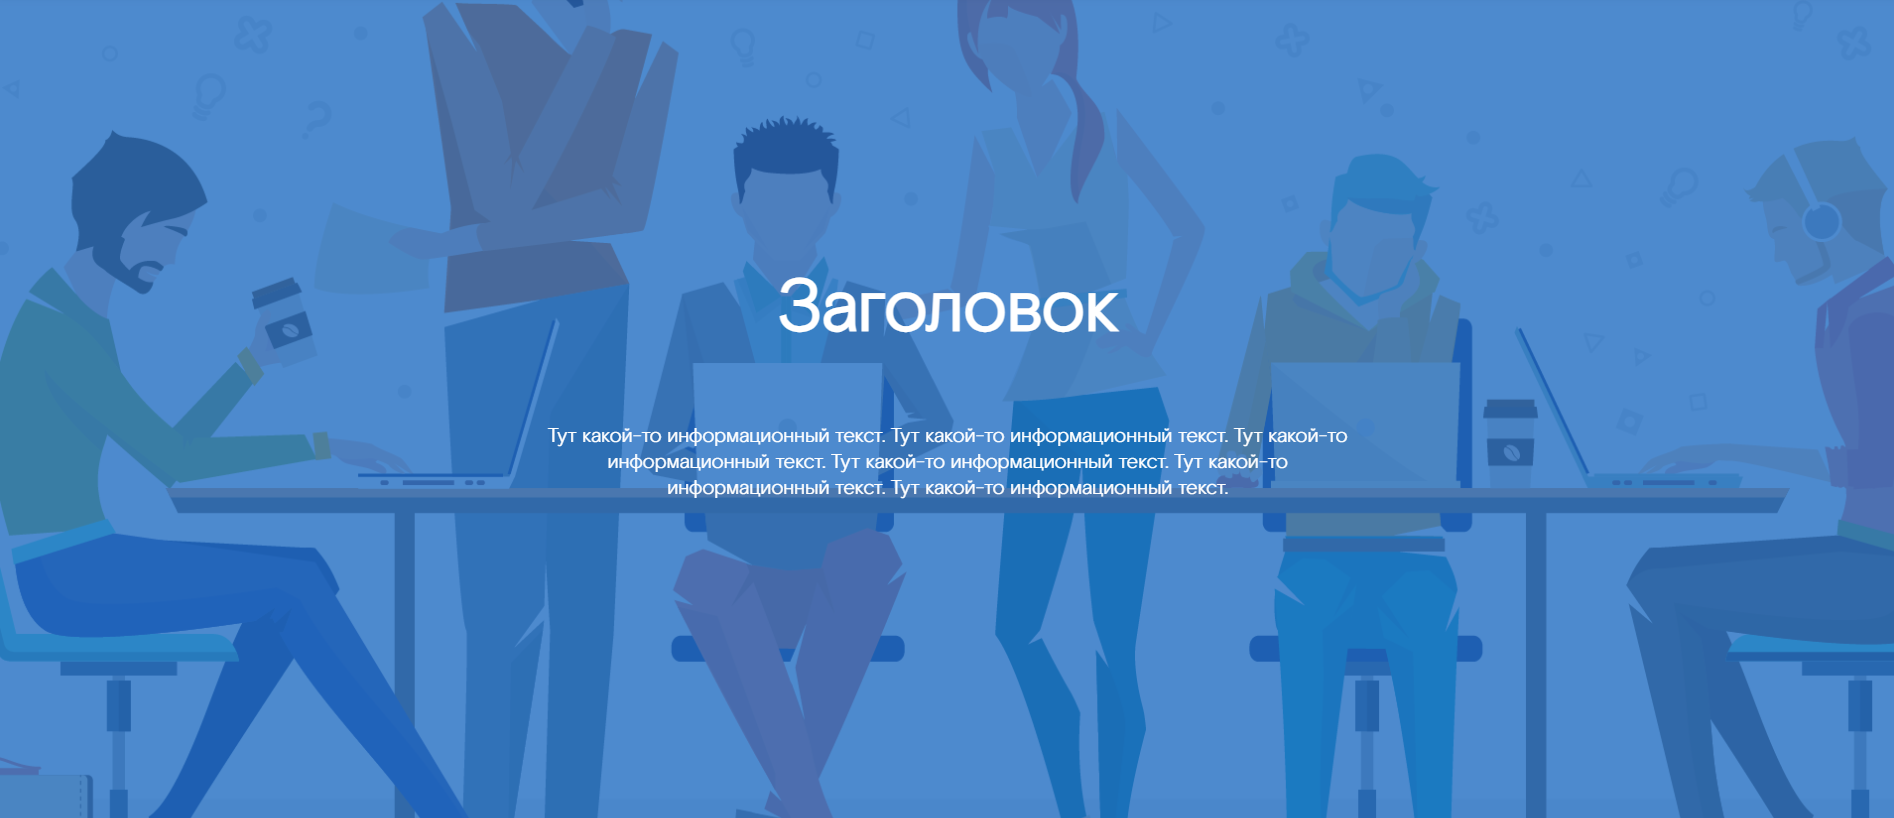 Заголовок
Тут какой-то информационный текст. Тут какой-то информационный текст. Тут какой-то
информационный текст. Тут какой-то информационный текст. Тут какой-то
информационный текст. Тут какой-то информационный текст.